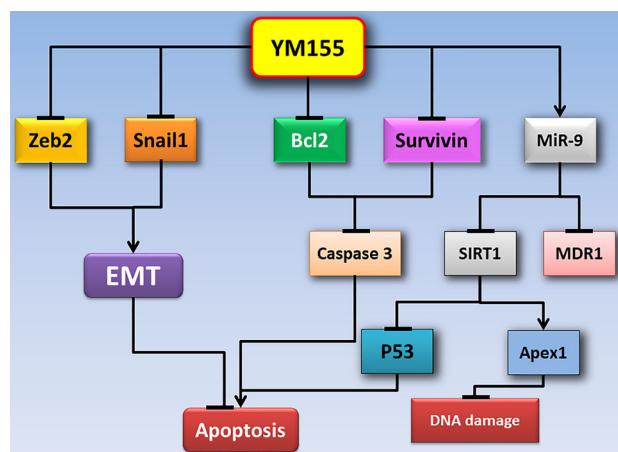 YM155
Zeb2
Snail1
Bcl2
Survivin
MiR-9
EMT
Caspase 3
SIRT1
MDR1
P53
Apex1
Apoptosis
DNA damage